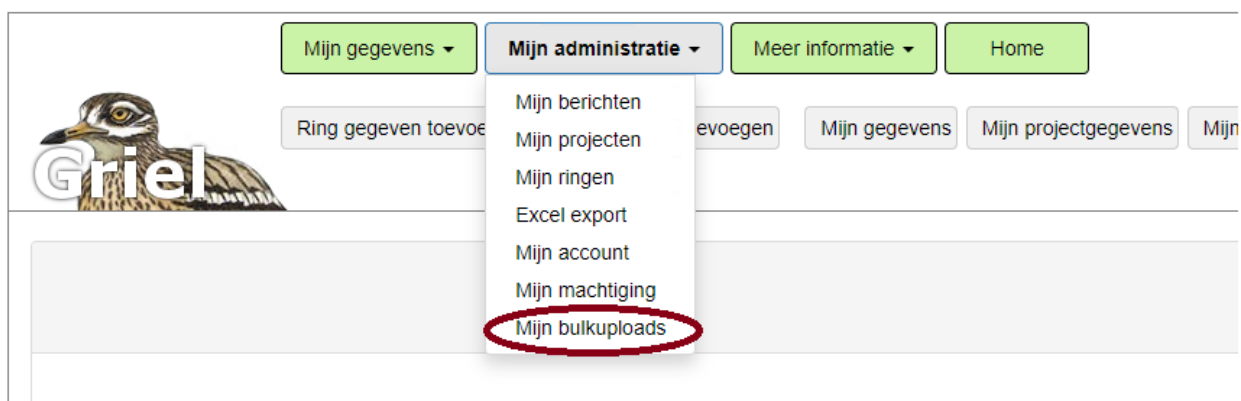 Mijn gegevens
Mijn administratie
Meer informatie
Home
Griel
Ring gegeven
evoegen
Mijn gegevens
Mijn projectgegevens
Mijn
Mijn berichten
Mijn projecten
Mijn ringen
Excel export
Mijn account
Mijn machtiging
Mijn bulkuploads